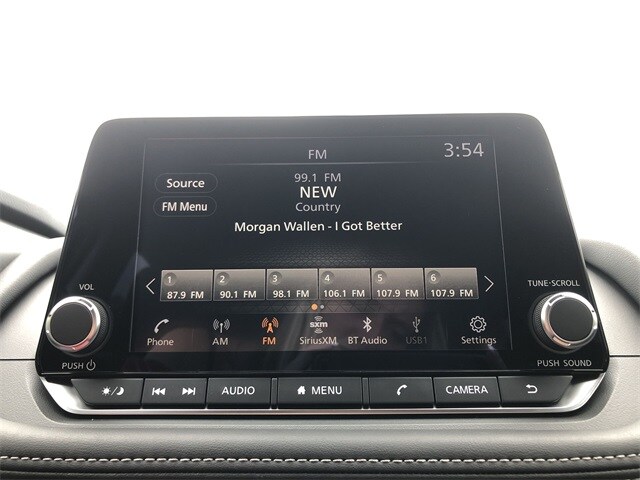 FM
3:54
99.1 FM
Source
NEW
FM Menu
Country
Morgan Wallen - I Got Better
1 2 3 4 5 6
87.9 FM 90.1 FM 98.1 FM 106.1 FM 107.9 FM 107.9 FM
VOL
TUNE-SCROLL
sxm
Phone AM FM SiriusXM BT Audio USB1 Settings
PUSH
PUSH SOUND
AUDIO MENU CAMERA